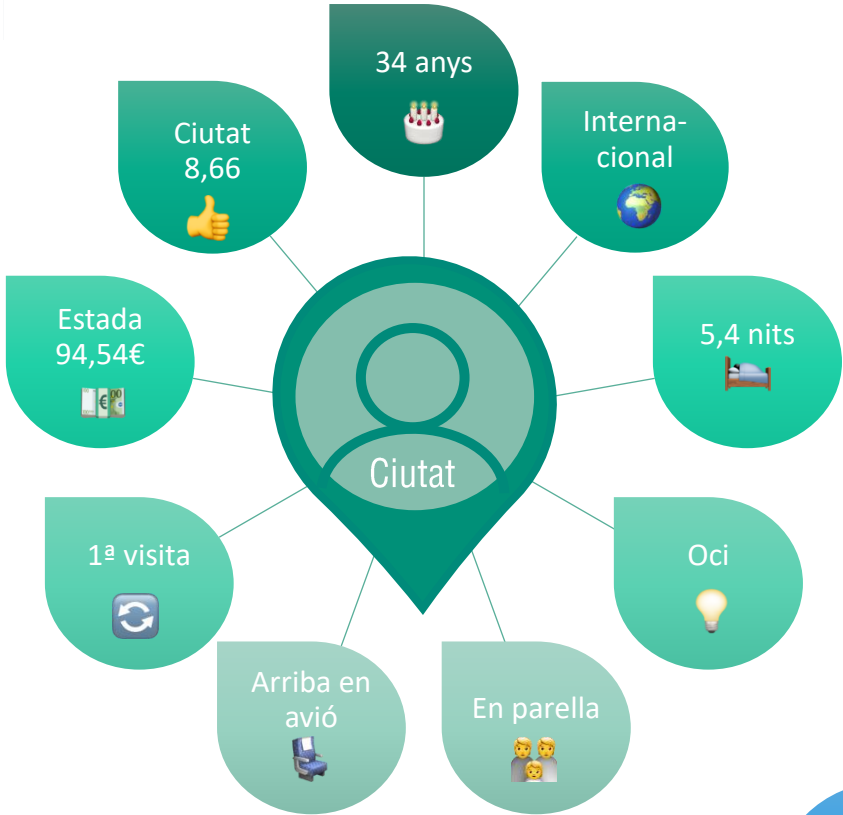 34 anys
Interna-
cional
5,4 nits
Oci
En parella
Arriba en
avió
1ª visita
Estada
94,54€
Ciutat
8,66
Ciutat